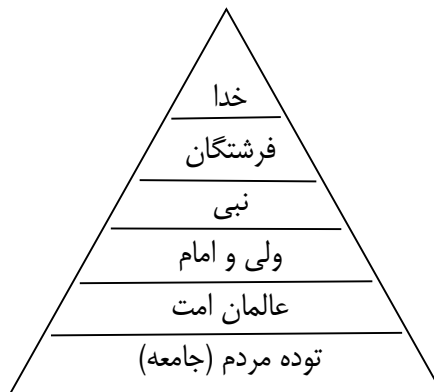 خدا
فرشتگان
نبی
ولی و امام
عالمان امت
توده مردم (جامعه)